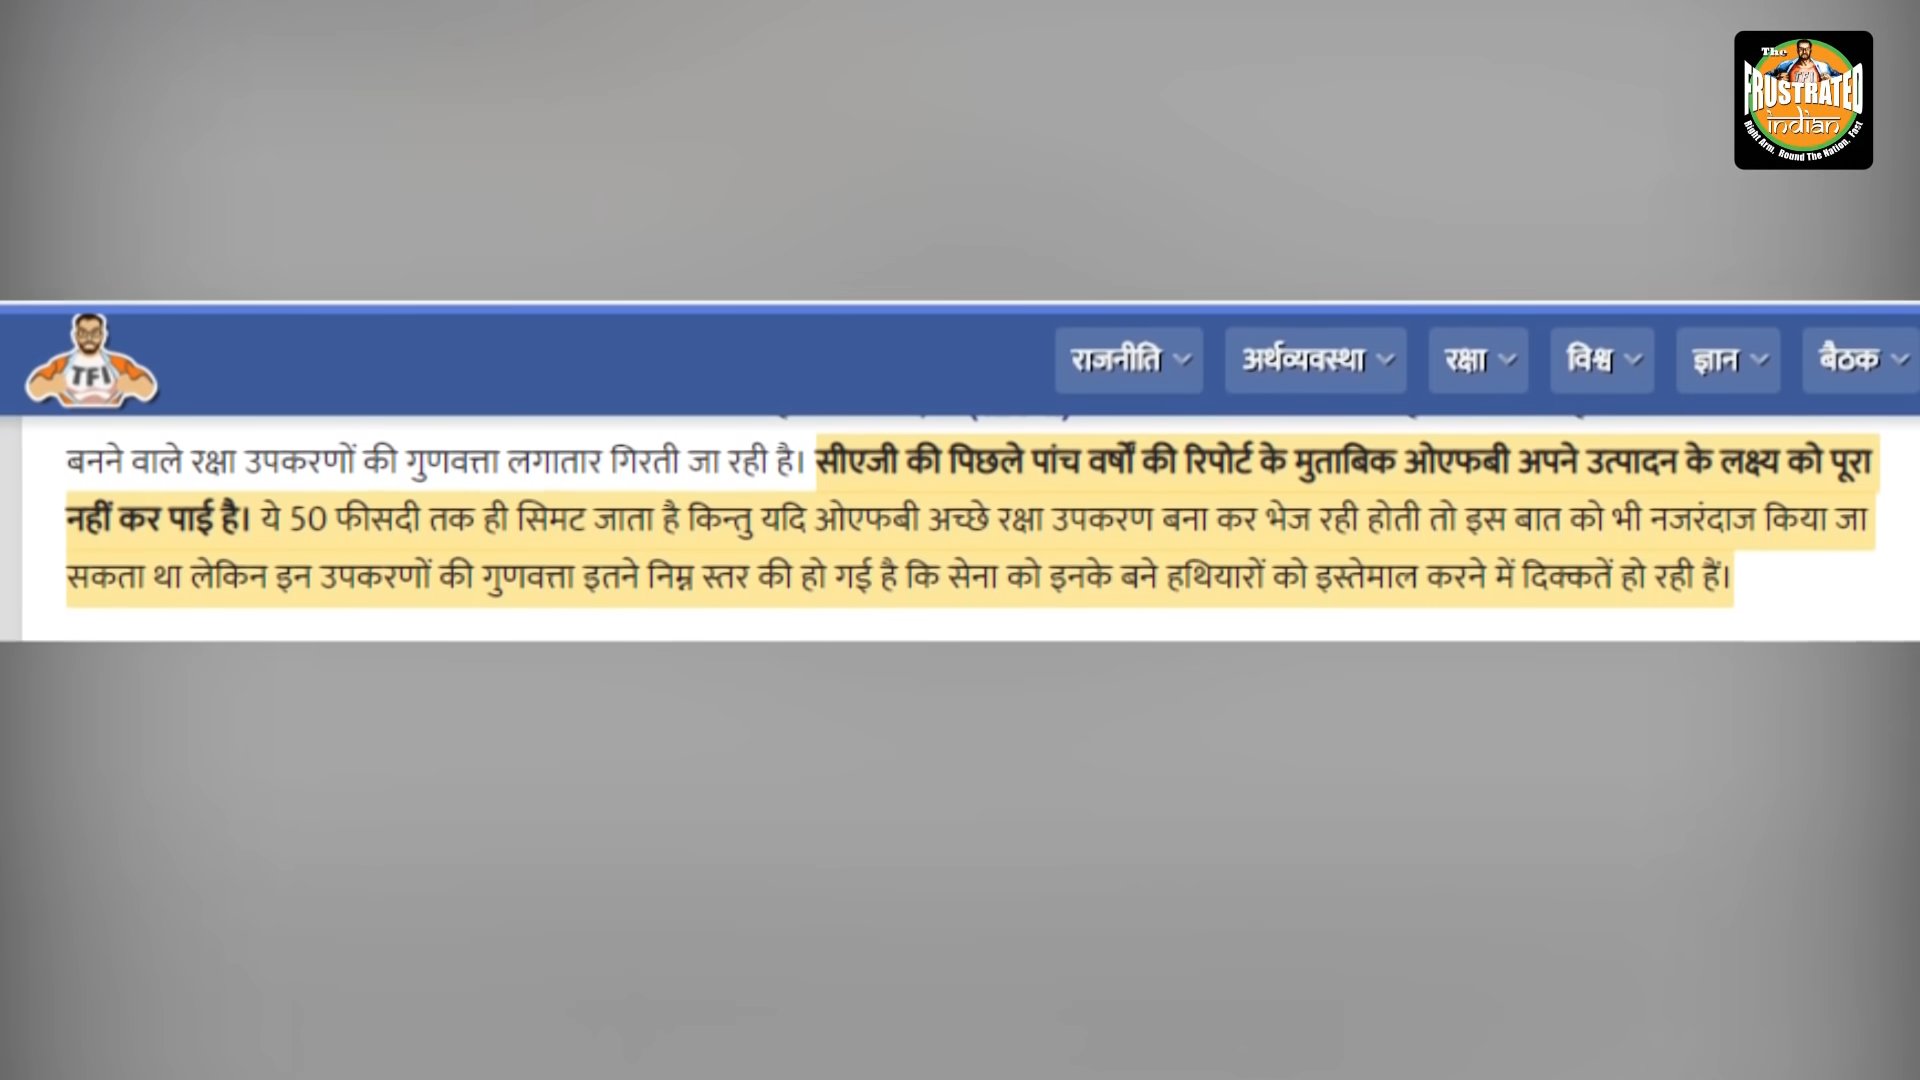 The
TFI
FRUSTRATED
indian
Right Arm. Round The Nation. Fast
TFI
राजनीति
अर्थव्यवस्था
रक्षा
विश्व
ज्ञान
बैठक
बनने वाले रक्षा उपकरणों की गुणवत्ता लगातार गिरती जा रही है। सीएजी की पिछले पांच वर्षों की रिपोर्ट के मुताबिक ओएफबी अपने उत्पादन के लक्ष्य को पूरा
नहीं कर पाई है। ये 50 फीसदी तक ही सिमट जाता है किन्तु यदि ओएफबी अच्छे रक्षा उपकरण बना कर भेज रही होती तो इस बात को भी नजरंदाज किया जा
सकता था लेकिन इन उपकरणों की गुणवत्ता इतने निम्न स्तर की हो गई है कि सेना को इनके बने हथियारों को इस्तेमाल करने में दिक्कतें हो रही हैं।